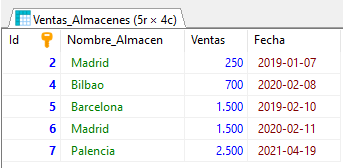 Ventas_Almacenes (5r × 4c)
Id Nombre_Almacen Ventas Fecha
2 Madrid 250 2019-01-07
4 Bilbao 700 2020-02-08
5 Barcelona 1.500 2019-02-10
6 Madrid 1.500 2020-02-11
7 Palencia 2.500 2021-04-19